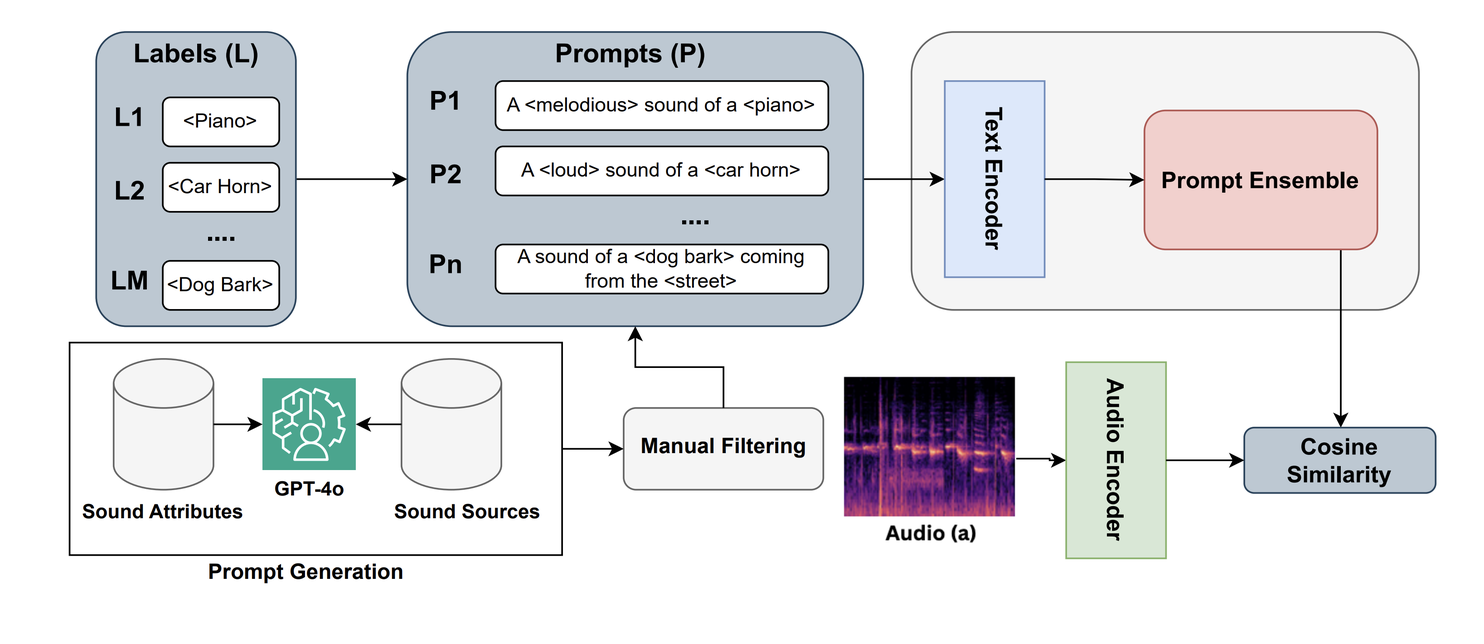 Labels (L)
L1
<Piano>
L2
<Car Horn>
....
LM
<Dog Bark>
Prompts (P)
P1
A <melodious> sound of a <piano>
P2
A <loud> sound of a <car horn>
....
Pn
A sound of a <dog bark> coming
from the <street>
Text Encoder
Prompt Ensemble
Sound Attributes
GPT-4o
Sound Sources
Prompt Generation
Manual Filtering
Audio (a)
Audio Encoder
Cosine
Similarity